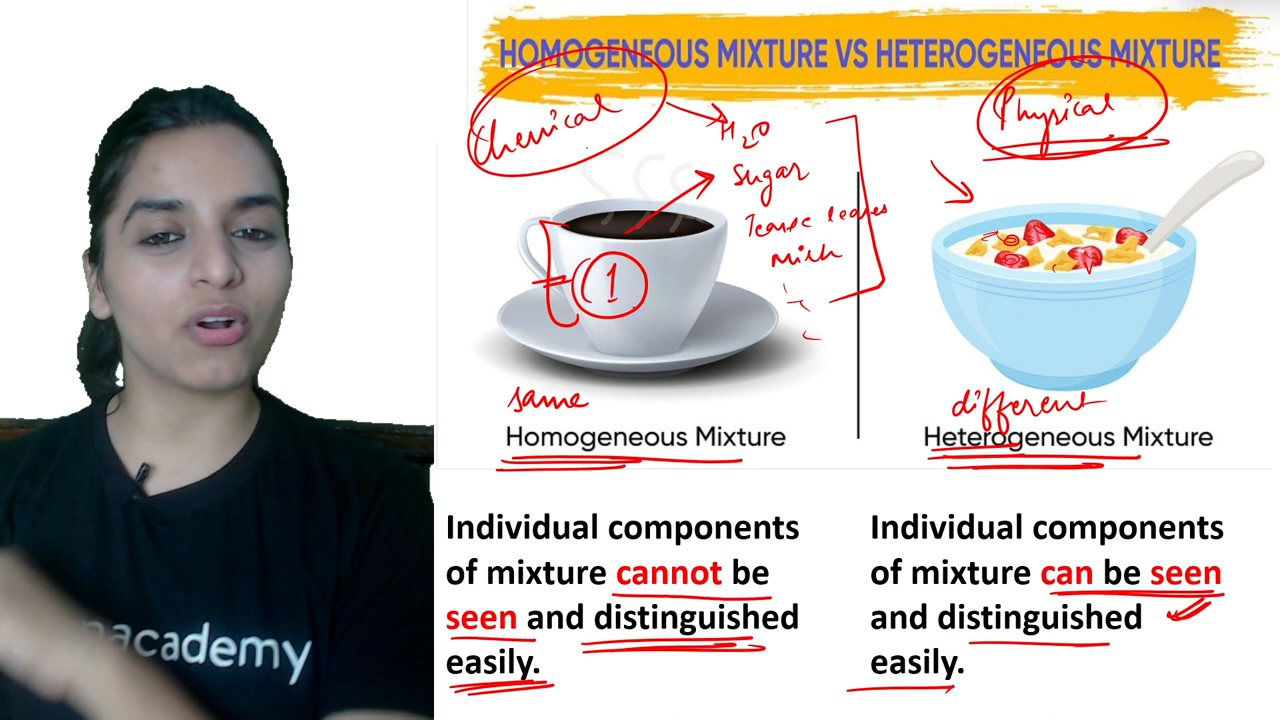 HOMOGENEOUS MIXTURE VS HETEROGENEOUS MIXTURE
Chemical
H₂O
Sugar
leaves
milk
1
Physical
same
different
Homogeneous Mixture
Heterogeneous Mixture
Individual components
of mixture cannot be
seen and distinguished
easily.
Individual components
of mixture can be seen
and distinguished
easily.
nacademy